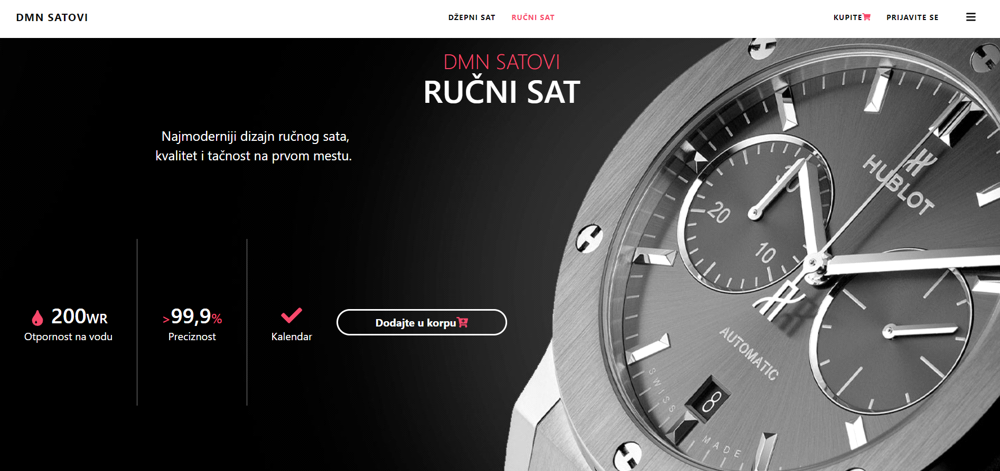 DMN SATOVI
DŽEPNI SAT
RUČNI SAT
KUPITE
PRIJAVITE SE
DMN SATOVI
RUČNI SAT
Najmoderniji dizajn ručnog sata,
kvalitet i tačnost na prvom mestu.
200WR
Otpornost na vodu
>99,9%
Preciznost
Kalendar
Dodajte u korpu
30
20
10
HUBLOT
AUTOMATIC
8
SWISS
MADE